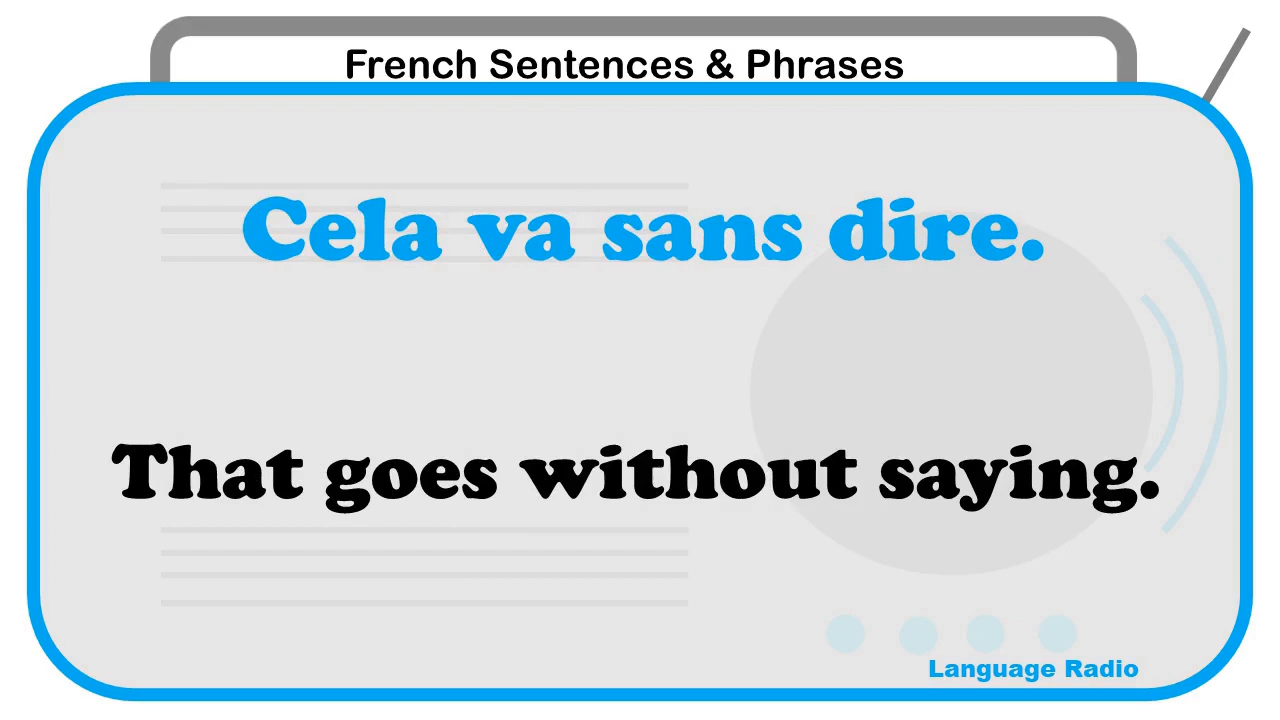 French Sentences & Phrases
Cela va sans dire.
That goes without saying.
Language Radio